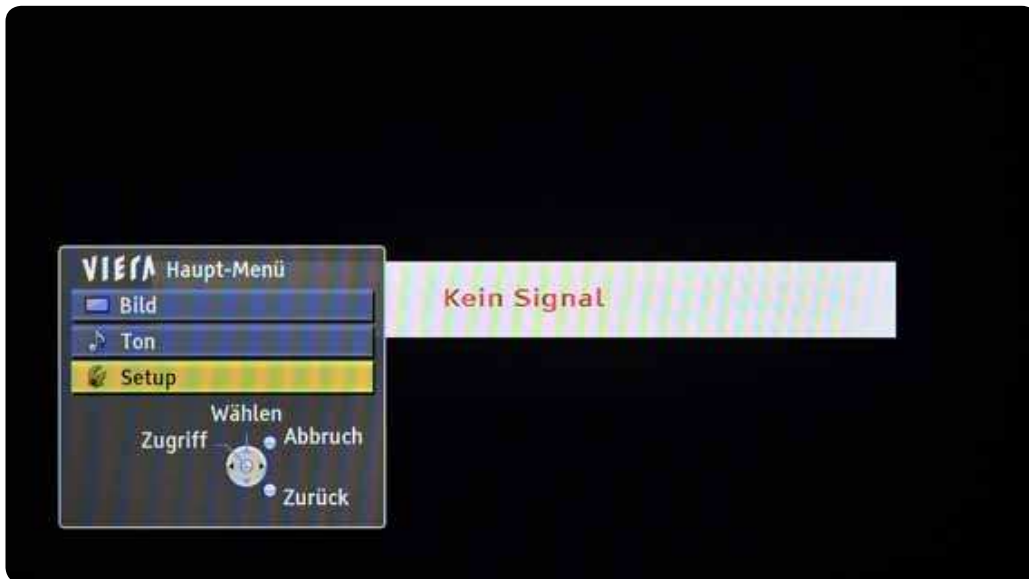 VIERA Haupt-Menü
Bild
Ton
Setup
Kein Signal
Wählen
Zugriff
Abbruch
Zurück